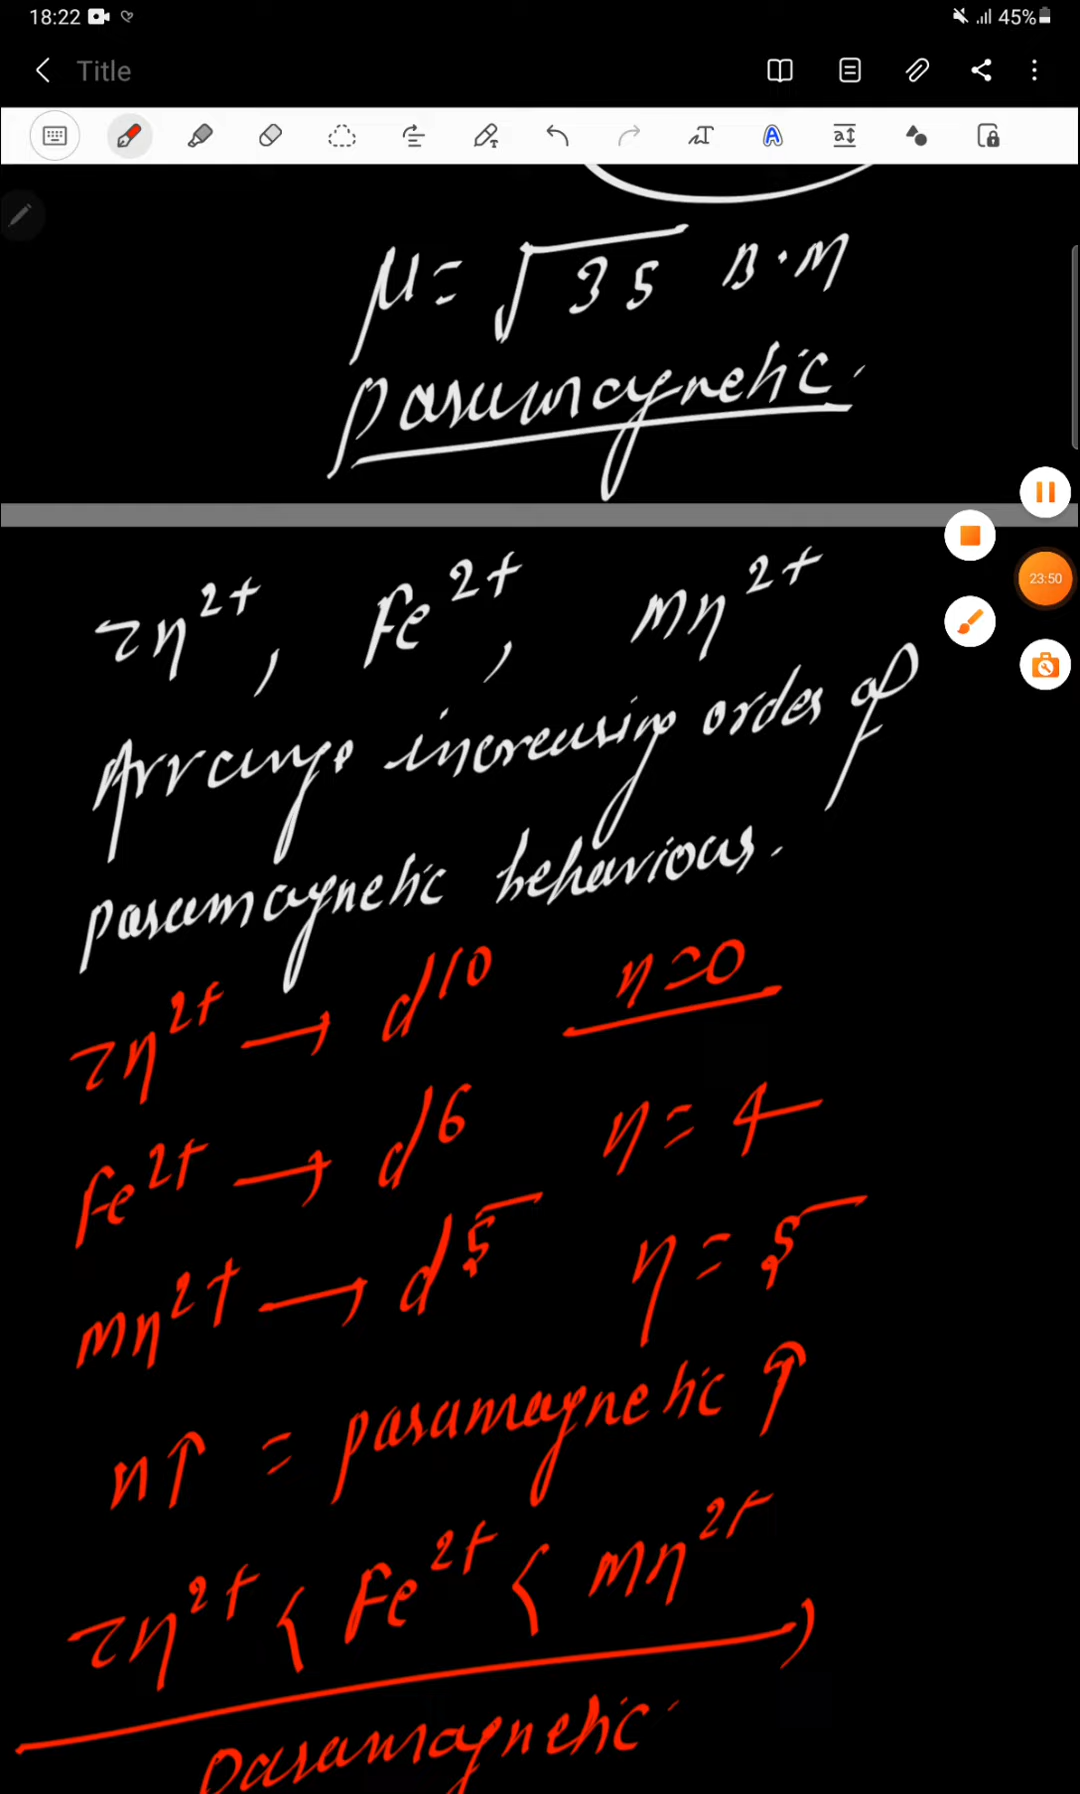 18:22 45%
Title
μ = √35 B.M
paramagnetic.
23:50
Zn²⁺, Fe²⁺, Mn²⁺
Arrange increasing order of
paramagnetic behaviour.
Zn²⁺ → d¹⁰ n=0
Fe²⁺ → d⁶ n=4
Mn²⁺ → d⁵ n=5
n↑ = paramagnetic ↑
Zn²⁺ < Fe²⁺ < Mn²⁺,
paramagnetic